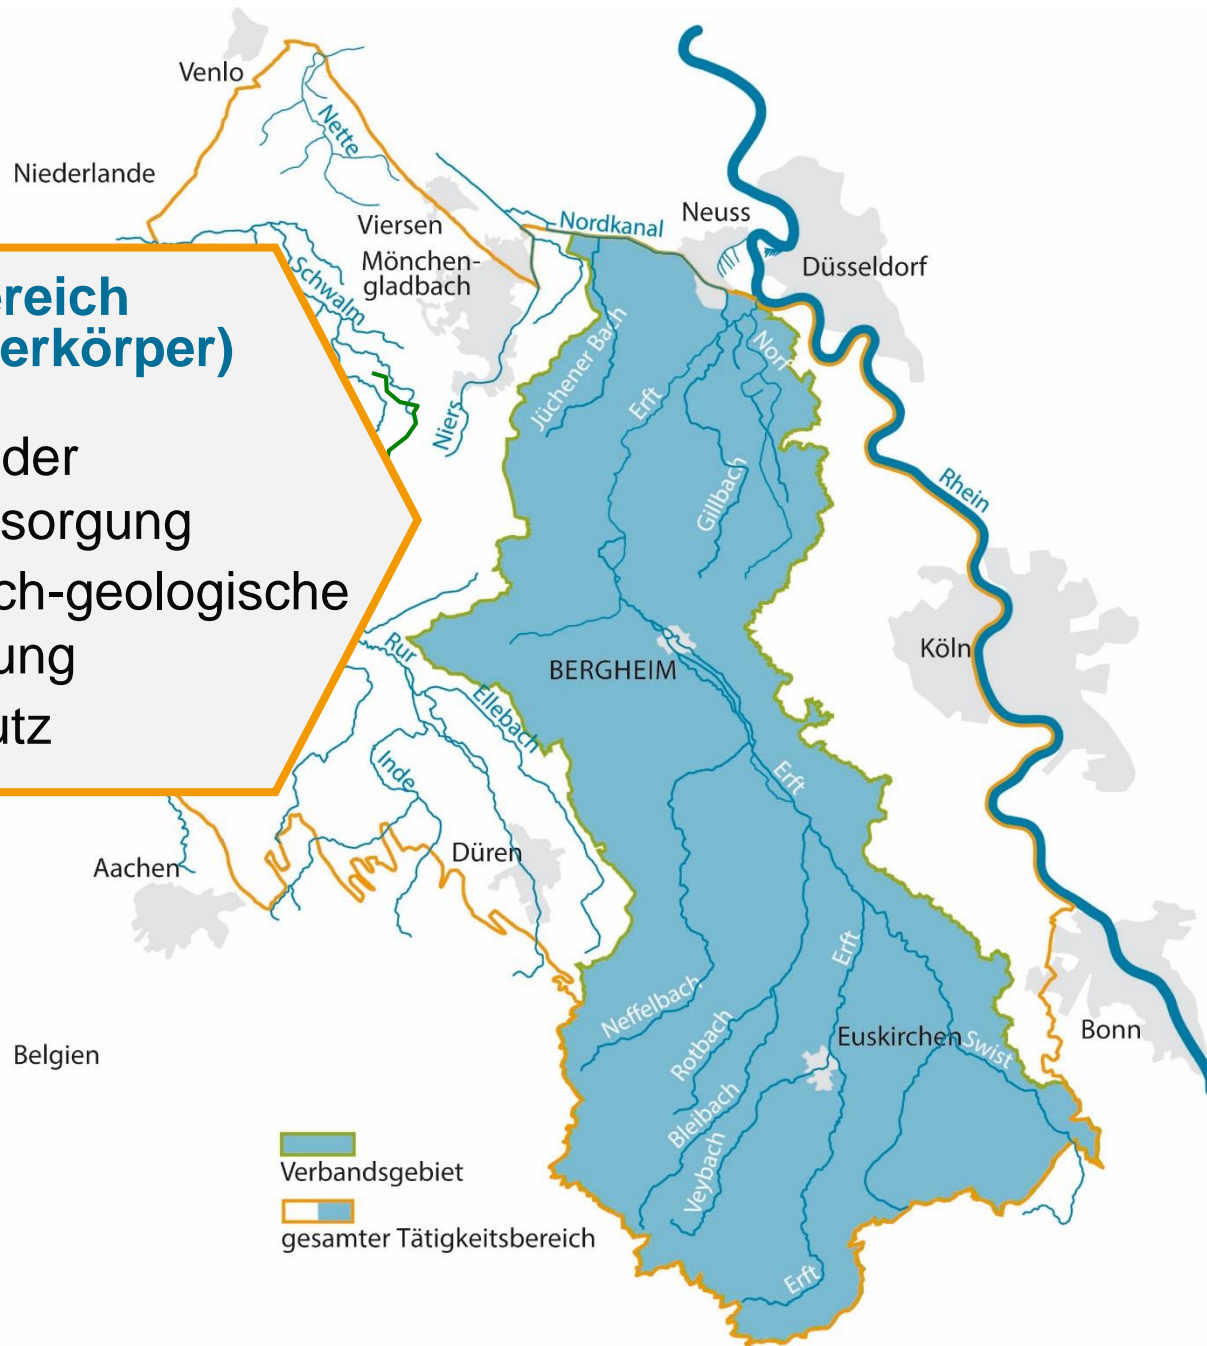 Venlo
Nette
Niederlande
Viersen
Mönchen-
gladbach
Nordkanal
Neuss
Düsseldorf
Schwalm
ereich
erkörper)
der
sorgung
ch-geologische
ung
utz
Niers
Jüchener Bach
Erft
Norf
Gillbach
Rhein
Köln
BERGHEIM
Rur
Ellebach
Inde
Erft
Düren
Aachen
Erft
Neffelbach
Rotbach
Bleibach
Veybach
Euskirchen
Swist
Bonn
Belgien
Verbandsgebiet
gesamter Tätigkeitsbereich
Erft